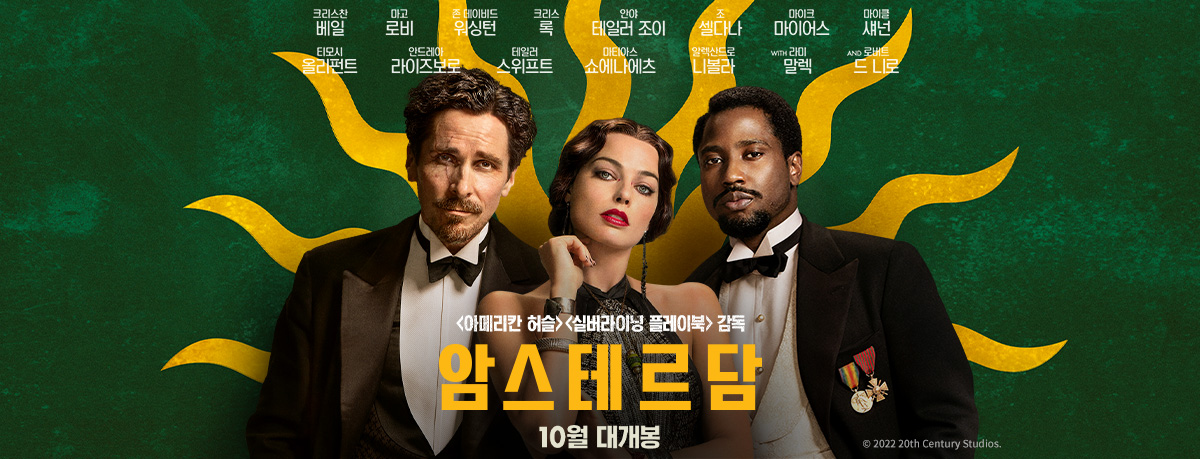 크리스찬 마고 존 데이비드 크리스 안야 조 마이크 마이클
베일 로비 워싱턴 록 테일러 조이 셀다나 마이어스 섀넌
티모시 안드레아 테일러 마티아스 알렉산드로 WITH 라미 AND 로버트
올리펀트 라이즈보로 스위프트 쇼에나에츠 니볼라 말렉 드 니로
<아메리칸 허슬><실버라이닝 플레이북> 감독
암스테르담
10월 대개봉
© 2022 20th Century Studios.